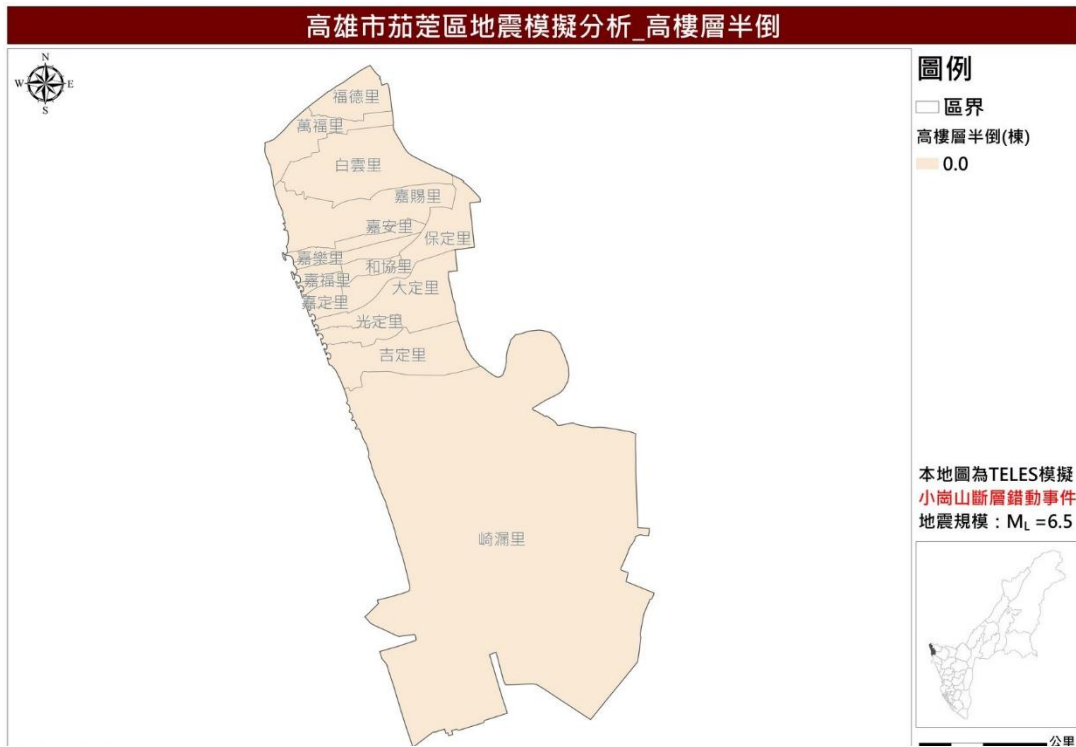 高雄市茄萣區地震模擬分析_高樓層半倒
N
W
E
S
圖例
區界
高樓層半倒(棟)
0.0
福德里
萬福里
白雲里
嘉賜里
嘉安里
保定里
嘉樂里
和協里
嘉福里
大定里
嘉定里
光定里
吉定里
崎漏里
本地圖為TELES模擬
小崗山斷層錯動事件
地震規模：ML =6.5
公里